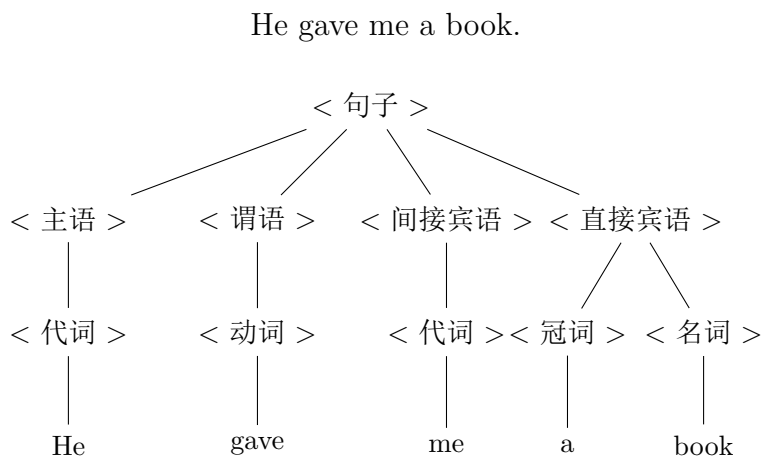 He gave me a book.
< 句子 >
< 主语 > < 谓语 > < 间接宾语 > < 直接宾语 >
< 代词 > < 动词 > < 代词 > < 冠词 > < 名词 >
He gave me a book